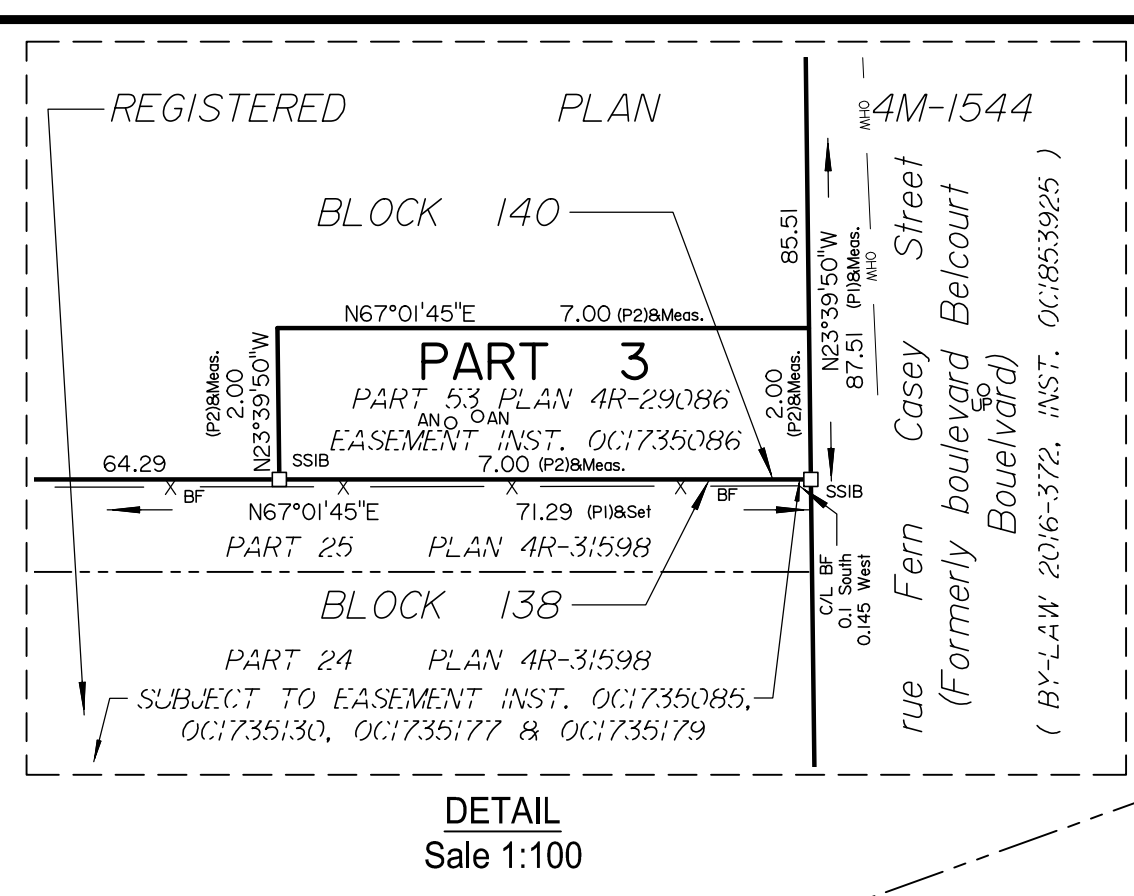 REGISTERED PLAN 4M-1544
BLOCK 140
85.51
N23°39'50"W
87.51 (P1)&Meas.
OHW
OHW
N67°01'45"E 7.00 (P2)&Meas.
PART 3
PART 53 PLAN 4R-29086
AN AN
EASEMENT INST. OC1735086
(P2)&Meas.
2.00
N23°39'50"W
2.00
(P2)&Meas.
64.29
SSIB
7.00 (P2)&Meas.
SSIB
BF
BF
N67°01'45"E 71.29 (P1)&Set
PART 25 PLAN 4R-31598
C/L BF
0.1 South
0.145 West
BLOCK 138
PART 24 PLAN 4R-31598
SUBJECT TO EASEMENT INST. OC1735085,
OC1735130, OC1735177 & OC1735179
rue Fern Casey Street
(Formerly boulevard Belcourt
Bouelvard)
UP
( BY-LAW 2016-372, INST. OC1853925 )
DETAIL
Sale 1:100